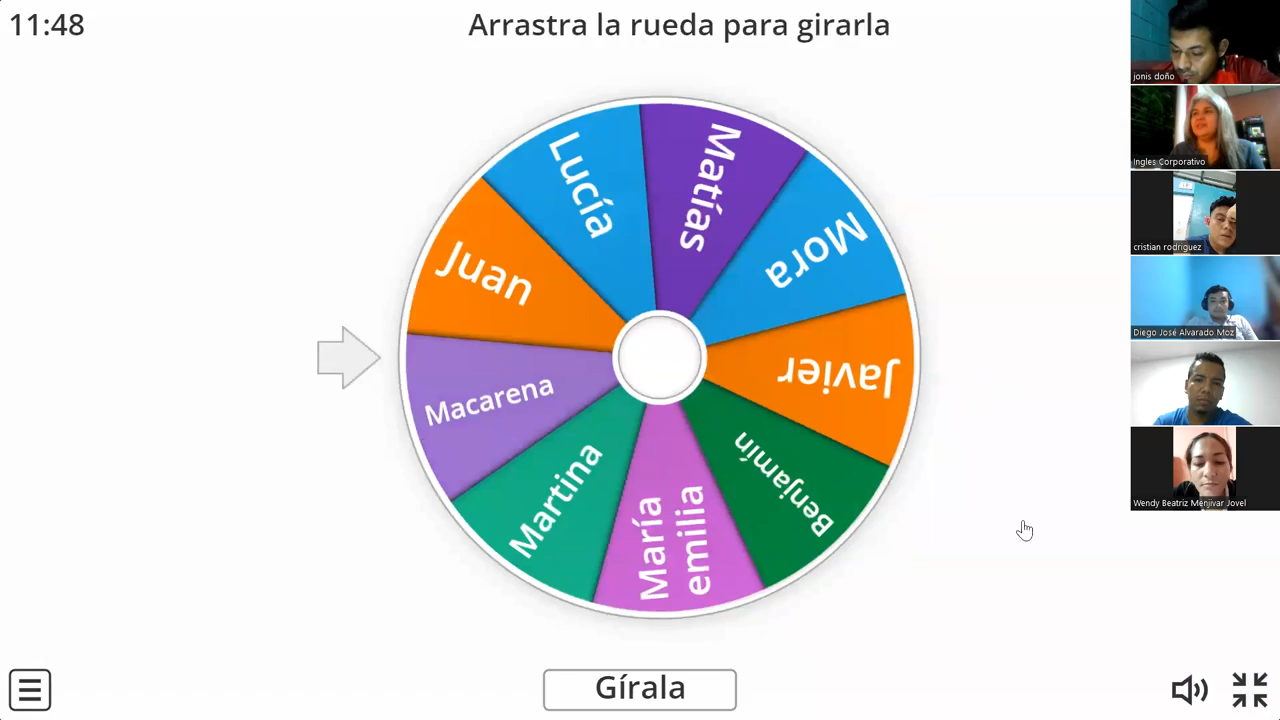 11:48
Arrastra la rueda para girarla
Lucía
Matías
Mora
Juan
Javier
Macarena
Benjamín
Martina
María
emilia
Gírala
jonis doño
Ingles Corporativo
cristian rodriguez
Diego José Alvarado Moz
Wendy Beatriz Menjivar Jovel